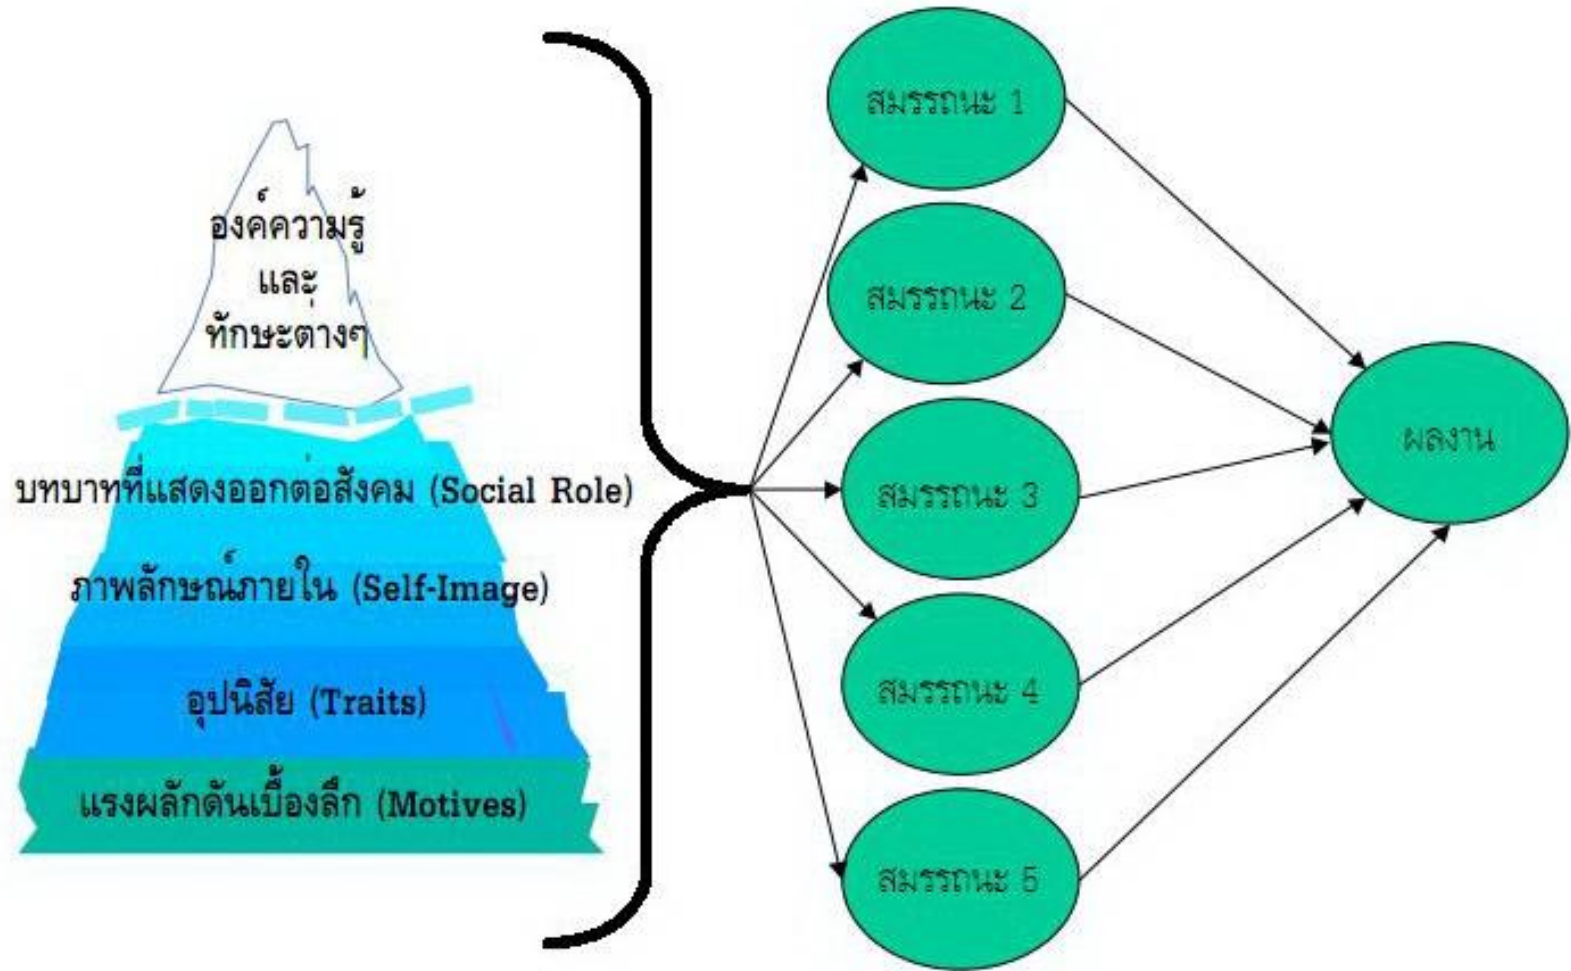 องค์ความรู้
และ
ทักษะต่างๆ
บทบาทที่แสดงออกต่อสังคม (Social Role)
ภาพลักษณ์ภายใน (Self-Image)
อุปนิสัย (Traits)
แรงผลักดันเบื้องลึก (Motives)
สมรรถนะ 1
สมรรถนะ 2
สมรรถนะ 3
สมรรถนะ 4
สมรรถนะ 5
ผลงาน